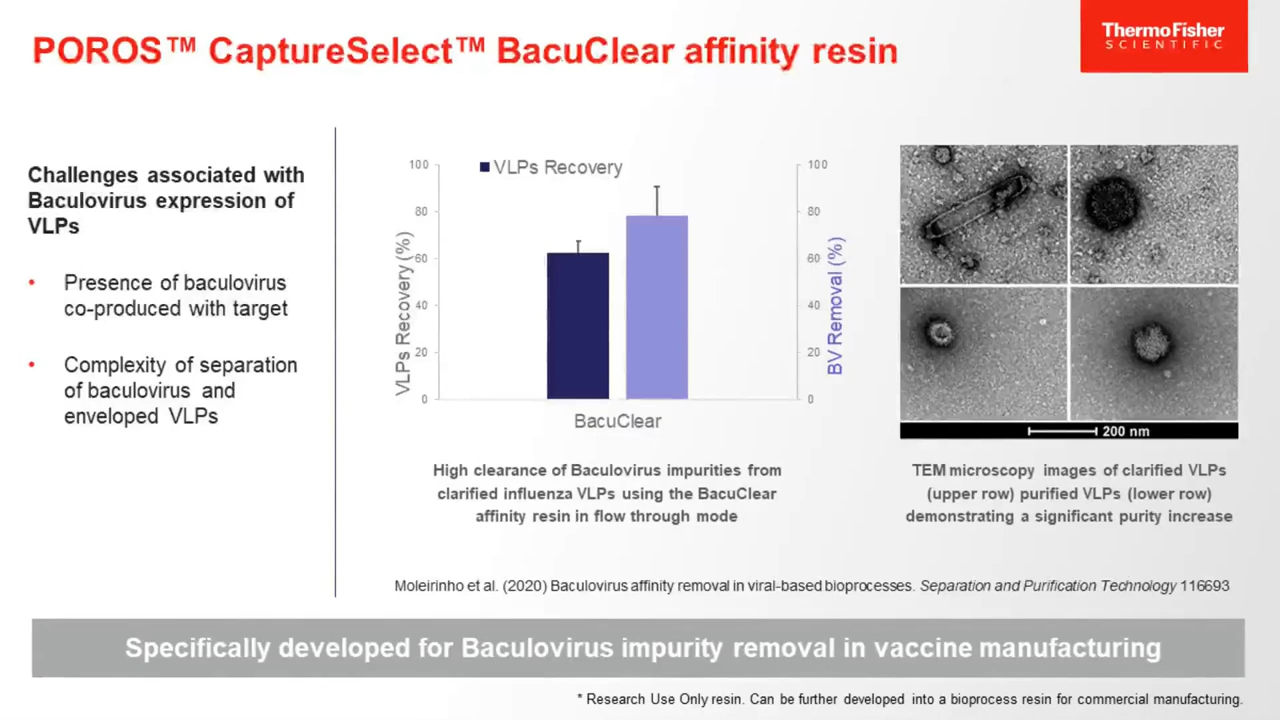 POROS™ CaptureSelect™ BacuClear affinity resin
ThermoFisher
SCIENTIFIC
Challenges associated with
Baculovirus expression of
VLPs
• Presence of baculovirus
co-produced with target
• Complexity of separation
of baculovirus and
enveloped VLPs
VLPs Recovery
VLPs Recovery (%)
100
80
60
40
20
0
100
80
60
40
20
0
BV Removal (%)
BacuClear
High clearance of Baculovirus impurities from
clarified influenza VLPs using the BacuClear
affinity resin in flow through mode
200 nm
TEM microscopy images of clarified VLPs
(upper row) purified VLPs (lower row)
demonstrating a significant purity increase
Moleirinho et al. (2020) Baculovirus affinity removal in viral-based bioprocesses. Separation and Purification Technology 116693
Specifically developed for Baculovirus impurity removal in vaccine manufacturing
* Research Use Only resin. Can be further developed into a bioprocess resin for commercial manufacturing.